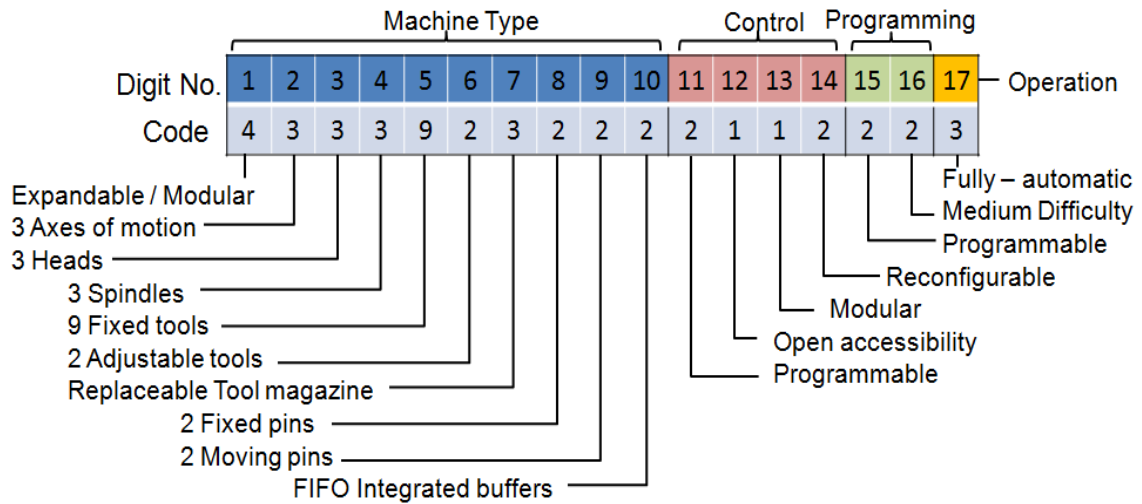 Machine Type
Control
Programming
Digit No. 1 2 3 4 5 6 7 8 9 10 11 12 13 14 15 16 17 Operation
Code 4 3 3 3 9 2 3 2 2 2 2 1 1 2 2 2 3
Expandable / Modular
3 Axes of motion
3 Heads
3 Spindles
9 Fixed tools
2 Adjustable tools
Replaceable Tool magazine
2 Fixed pins
2 Moving pins
FIFO Integrated buffers
Fully – automatic
Medium Difficulty
Programmable
Reconfigurable
Modular
Open accessibility
Programmable